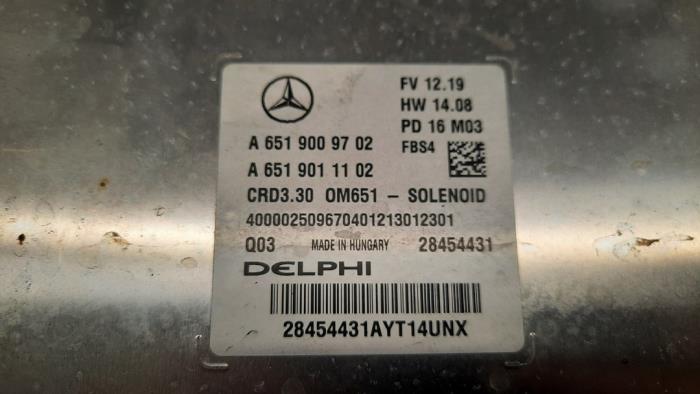 FV 12.19
HW 14.08
PD 16 M03
A 651 900 97 02
FBS4
A 651 901 11 02
CRD3.30 OM651 - SOLENOID
40000250967040121301230​1
Q03 MADE IN HUNGARY 28454431
DELPHI
28454431AYT14UNX